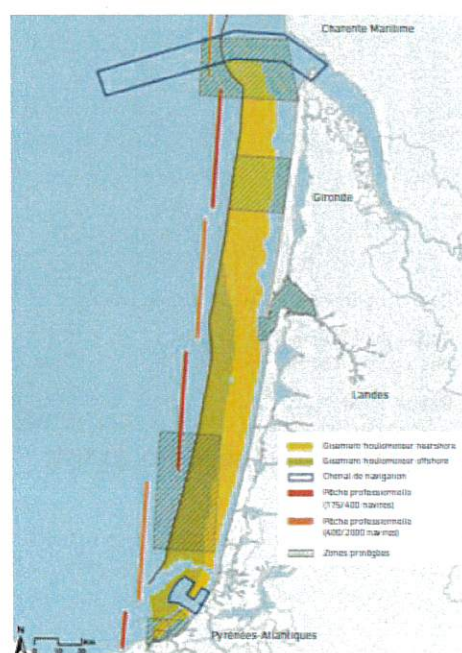 Charente Maritime
Gironde
Landes
Gisement houlomoteur nearshore
Gisement houlomoteur offshore
Chenal de navigation
Pêche professionnelle
(175/400 navires)
Pêche professionnelle
(400/2000 navires)
Zones protégées
Pyrénées-Atlantiques
N